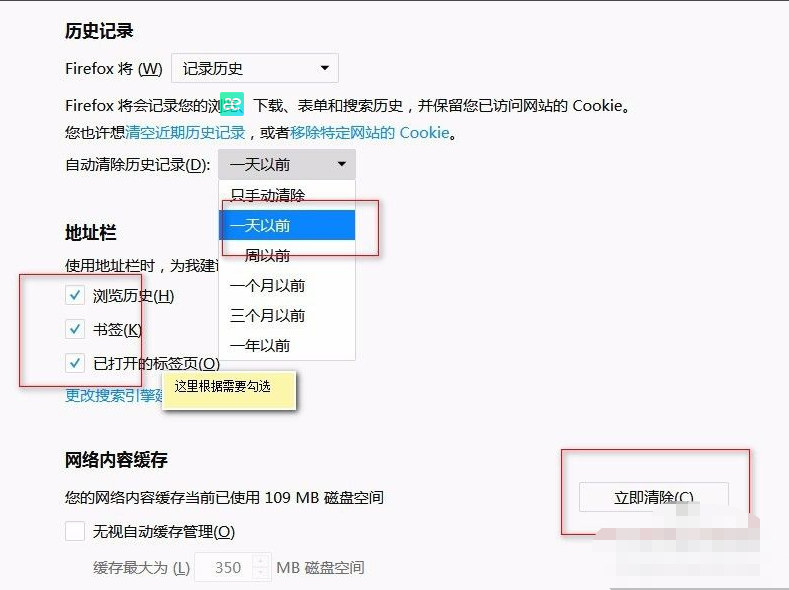 历史记录
Firefox 将 (W) 记录历史
Firefox 将会记录您的浏 æ 下载、表单和搜索历史，并保留您已访问网站的 Cookie。
您也许想清空近期历史记录，或者移除特定网站的 Cookie。
自动清除历史记录(D): 一天以前
只手动清除
一天以前
地址栏
一周以前
使用地址栏时，为我建议
一个月以前
浏览历史(H)
三个月以前
书签(K)
一年以前
已打开的标签页(O)
这里根据需要勾选
更改搜索引擎建
网络内容缓存
您的网络内容缓存当前已使用 109 MB 磁盘空间
立即清除(C)
无视自动缓存管理(O)
缓存最大为 (L) 350 MB 磁盘空间